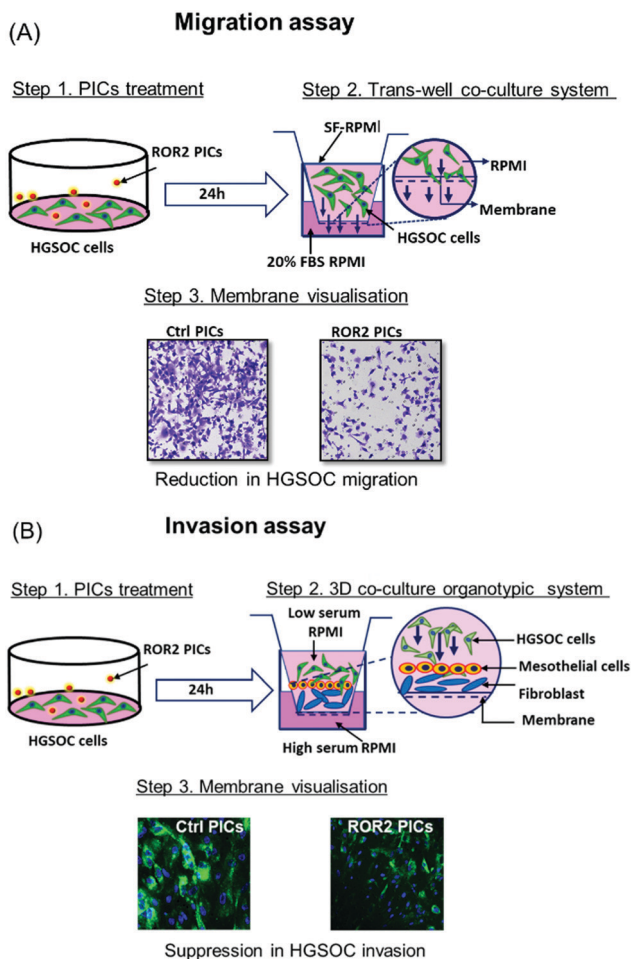 (A)
Migration assay
Step 1. PICs treatment
Step 2. Trans-well co-culture system
SF-RPMI
ROR2 PICs
RPMI
24h
Membrane
HGSOC cells
HGSOC cells
20% FBS RPMI
Step 3. Membrane visualisation
Ctrl PICs
ROR2 PICs
Reduction in HGSOC migration
(B)
Invasion assay
Step 1. PICs treatment
Step 2. 3D co-culture organotypic system
Low serum
RPMI
HGSOC cells
ROR2 PICs
Mesothelial cells
24h
Fibroblast
Membrane
HGSOC cells
High serum RPMI
Step 3. Membrane visualisation
Ctrl PICs
ROR2 PICs
Suppression in HGSOC invasion